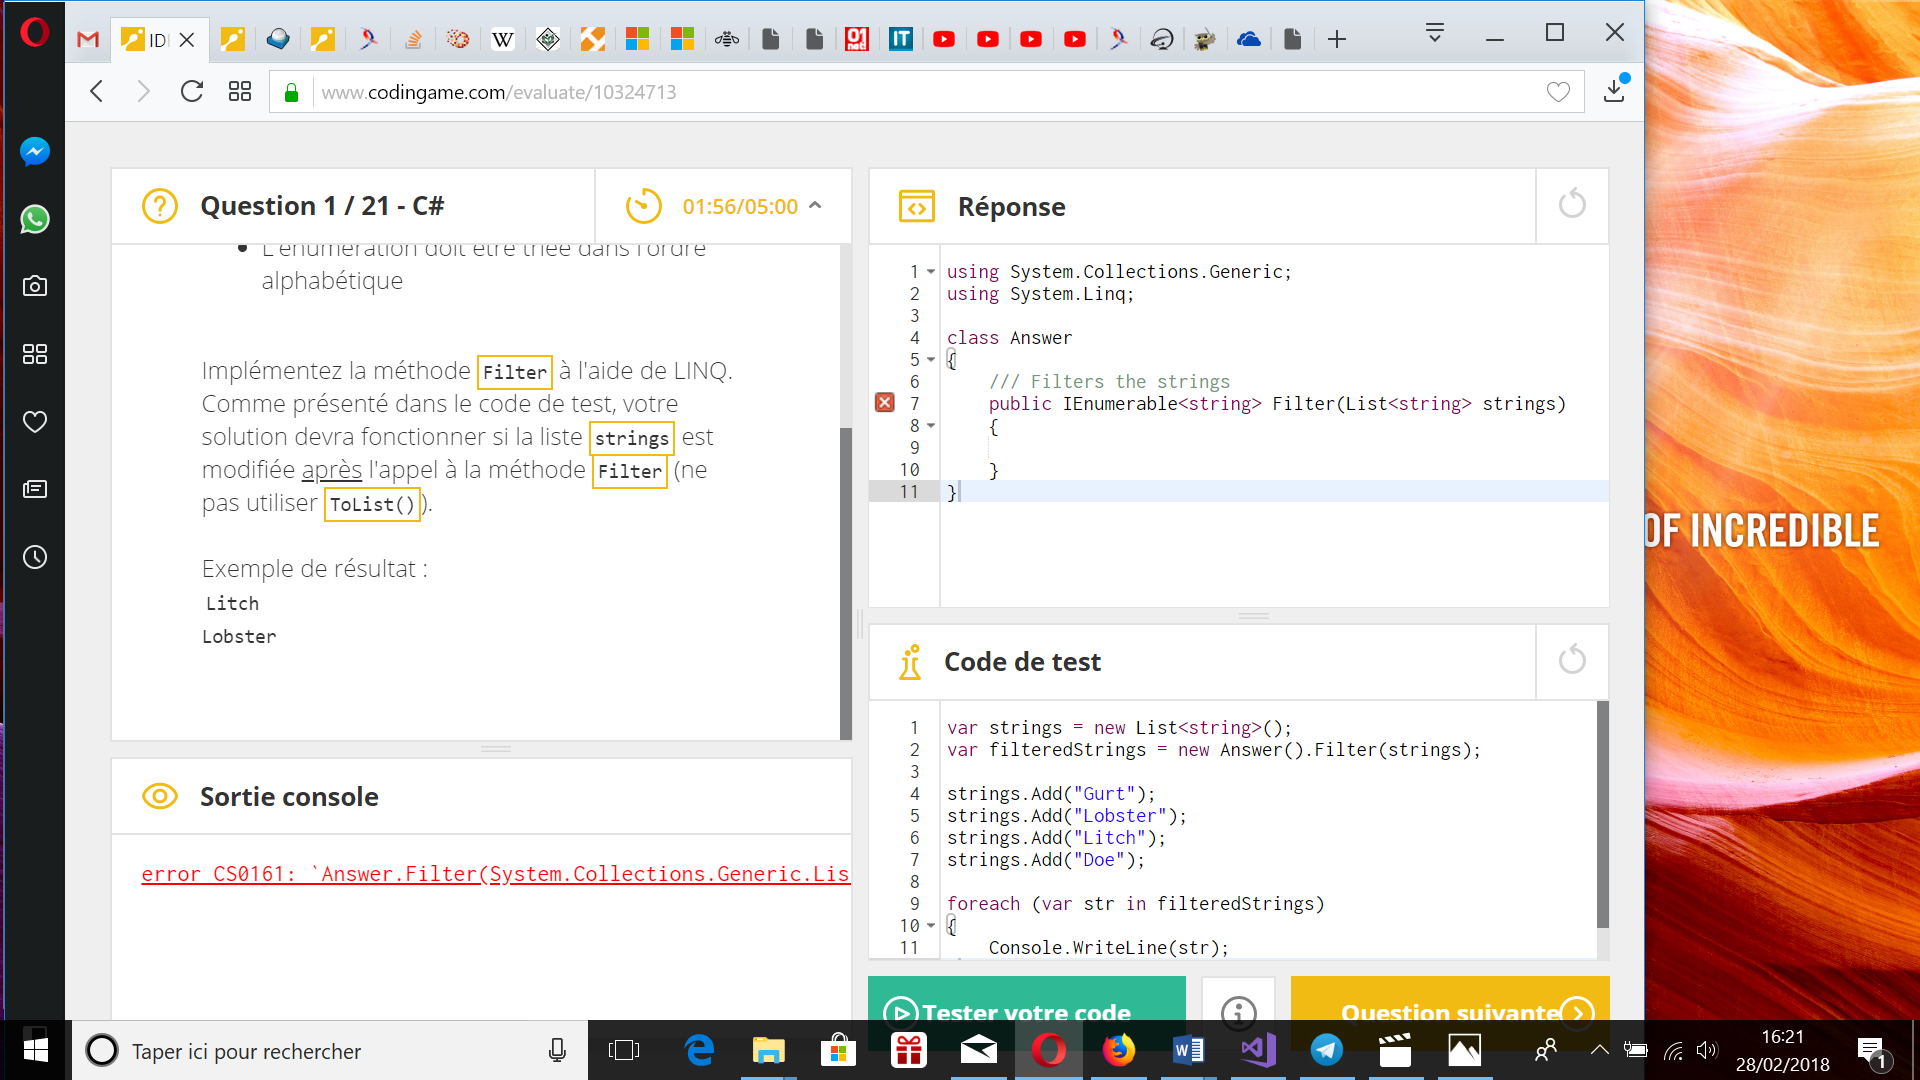 IDE
www.codingame.com/evaluate/10324713
Question 1 / 21 - C#
01:56/05:00
L'énumération doit être triée dans l'ordre
alphabétique
Implémentez la méthode Filter à l'aide de LINQ.
Comme présenté dans le code de test, votre
solution devra fonctionner si la liste strings est
modifiée après l'appel à la méthode Filter (ne
pas utiliser ToList()).
Exemple de résultat :
Litch
Lobster
Sortie console
error CS0161: `Answer.Filter(System.Collections.Generic.Lis
Réponse
1 using System.Collections.Generic;
2 using System.Linq;
3
4 class Answer
5 {
6 /// Filters the strings
7 public IEnumerable<string> Filter(List<string> strings)
8 {
9
10 }
11 }
Code de test
1 var strings = new List<string>();
2 var filteredStrings = new Answer().Filter(strings);
3
4 strings.Add("Gurt");
5 strings.Add("Lobster");
6 strings.Add("Litch");
7 strings.Add("Doe");
8
9 foreach (var str in filteredStrings)
10 {
11 Console.WriteLine(str);
Tester votre code
Question suivante
OF INCREDIBLE
Taper ici pour rechercher
16:21
28/02/2018
1